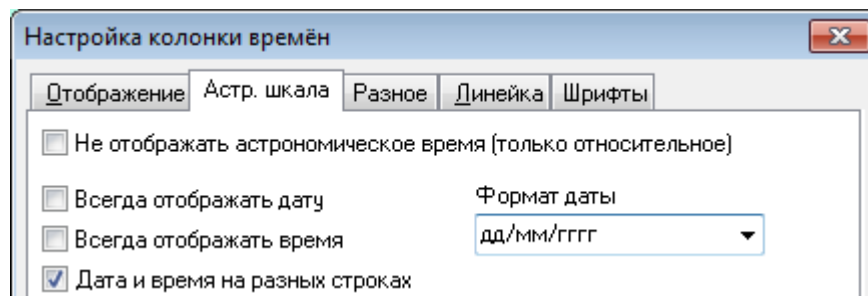 Настройка колонки времён
Отображение Астр. шкала Разное Линейка Шрифты
Не отображать астрономическое время (только относительное)
Всегда отображать дату Формат даты
Всегда отображать время дд/мм/гггг
Дата и время на разных строках